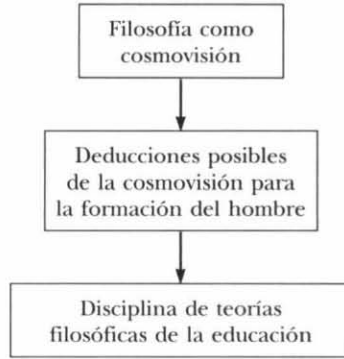 Filosofía como
cosmovisión
Deducciones posibles
de la cosmovisión para
la formación del hombre
Disciplina de teorías
filosóficas de la educación